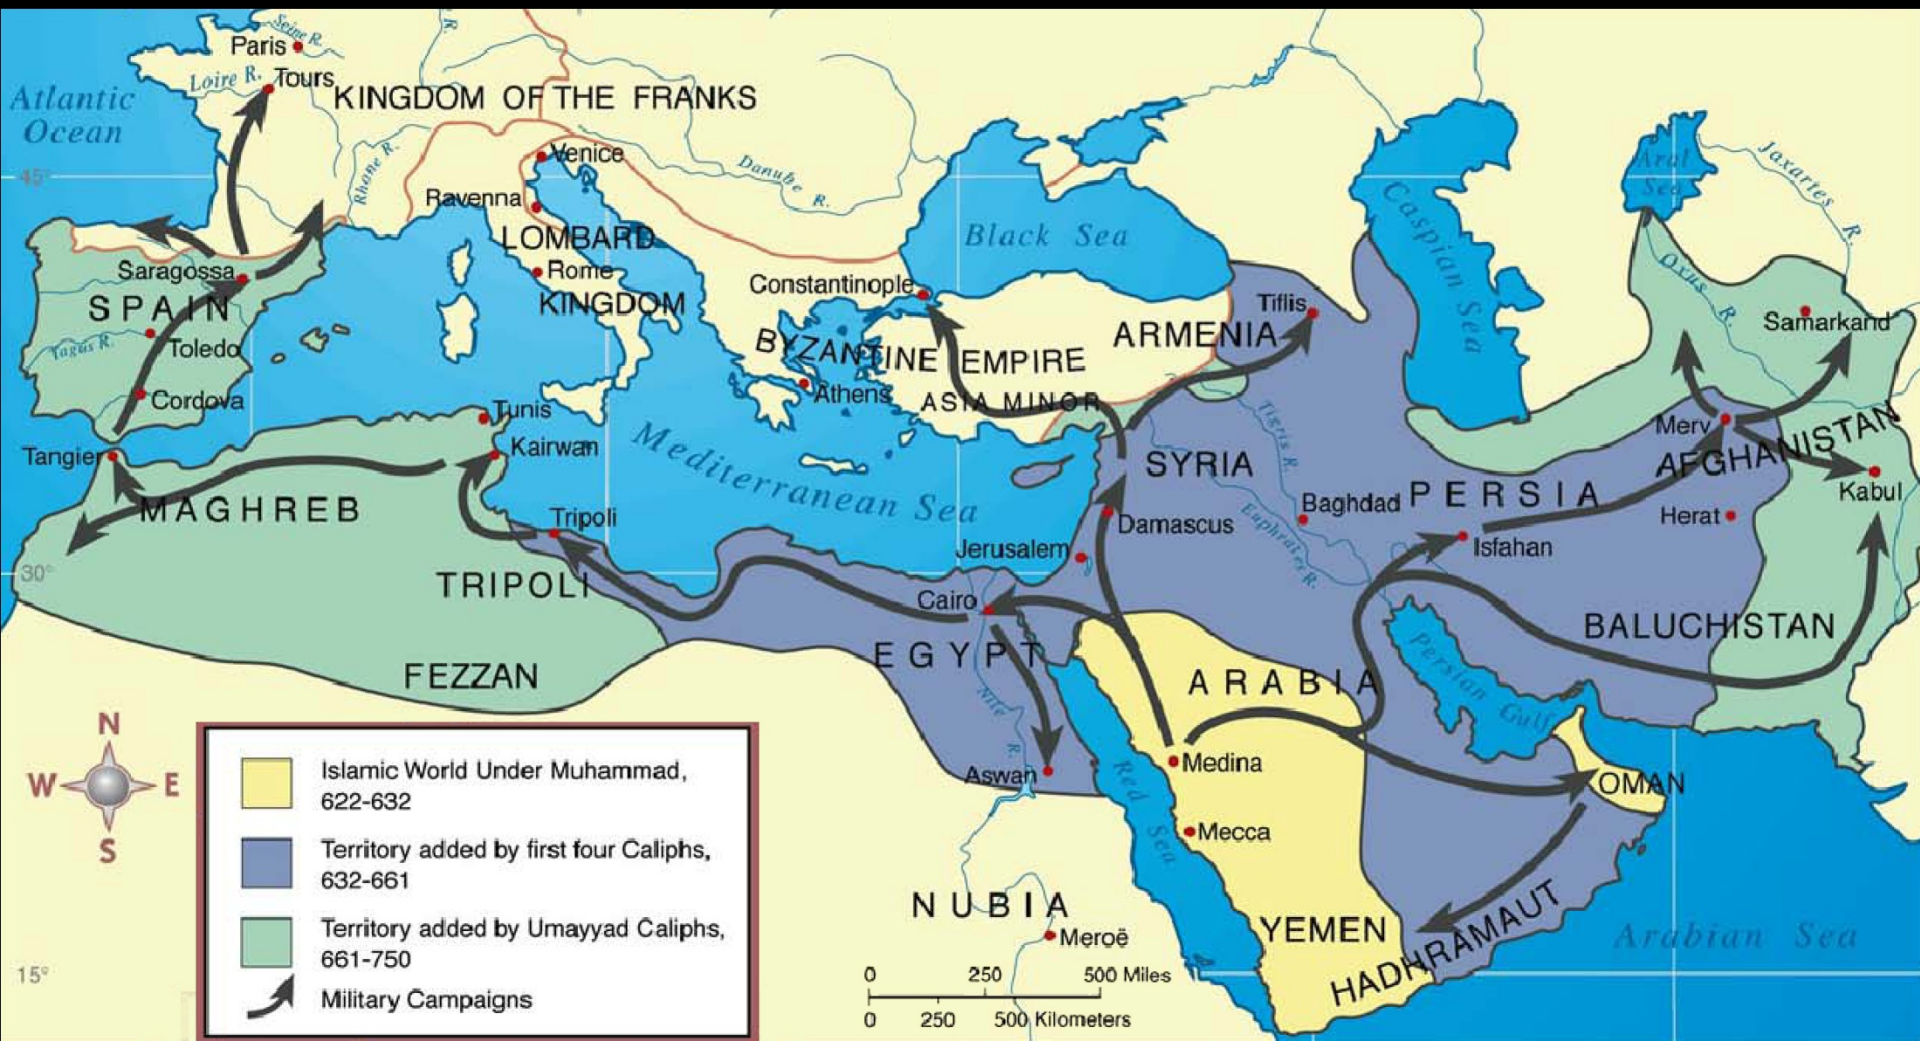 Seine R.
Paris
Loire R.
Tours
R.
Atlantic
Ocean
KINGDOM OF THE FRANKS
Rhone R.
Venice
Danube R.
Ravenna
LOMBARD
Rome
KINGDOM
45°
Black Sea
Caspian Sea
Aral
Sea
Jaxartes R.
Oxus R.
Saragossa
SPAIN
Tagus R.
Toledo
Cordova
Constantinople
BYZANTINE EMPIRE
Athens
ASIA MINOR
ARMENIA
Tiflis
Samarkand
Merv
AFGHANISTAN
Kabul
Herat
Tangier
Tunis
Kairwan
MAGHREB
Mediterranean Sea
SYRIA
Tigris R.
Baghdad
Euphrates R.
PERSIA
Isfahan
Damascus
Jerusalem
Tripoli
30°
TRIPOLI
FEZZAN
Cairo
EGYPT
Nile R.
Aswan
ARABIA
BALUCHISTAN
Persian Gulf
Medina
Mecca
Red Sea
OMAN
NUBIA
Meroë
YEMEN
HADHRAMAUT
Arabian Sea
15°
N
W E
S
Islamic World Under Muhammad,
622-632
Territory added by first four Caliphs,
632-661
Territory added by Umayyad Caliphs,
661-750
Military Campaigns
0 250 500 Miles
0 250 500 Kilometers